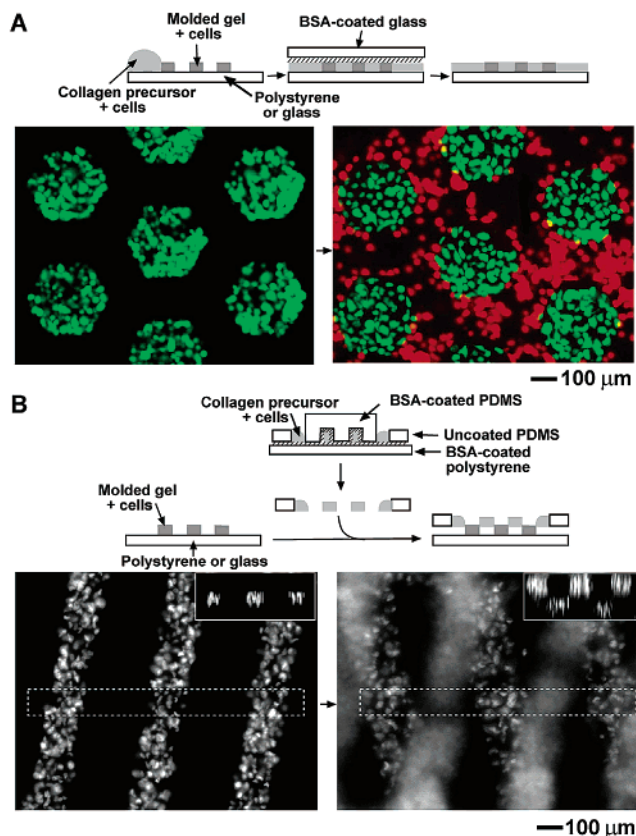 A
Molded gel
+ cells
BSA-coated glass
Collagen precursor
+ cells
Polystyrene
or glass
100 μm
B
Collagen precursor
+ cells
BSA-coated PDMS
Uncoated PDMS
BSA-coated
polystyrene
Molded gel
+ cells
Polystyrene or glass
100 μm